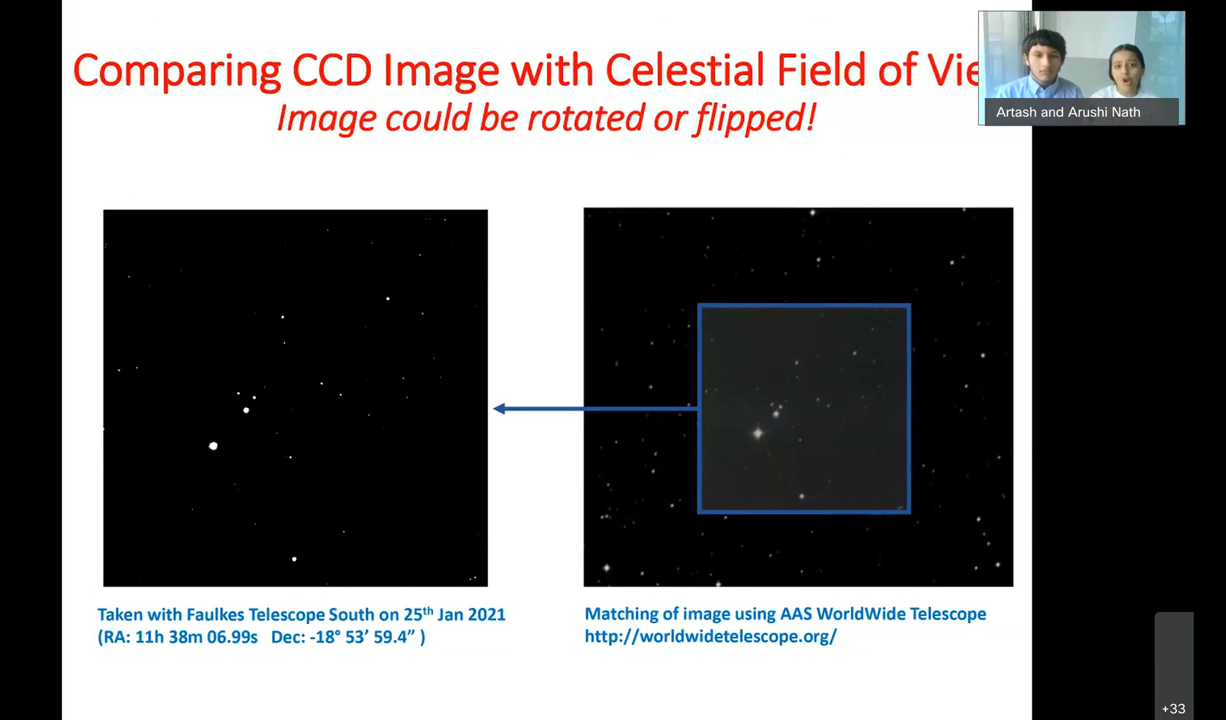 Comparing CCD Image with Celestial Field of Vie
Image could be rotated or flipped!
Artash and Arushi Nath
Taken with Faulkes Telescope South on 25th Jan 2021
(RA: 11h 38m 06.99s Dec: -18° 53’ 59.4” )
Matching of image using AAS WorldWide Telescope
http://worldwidetelescope.org/
+33